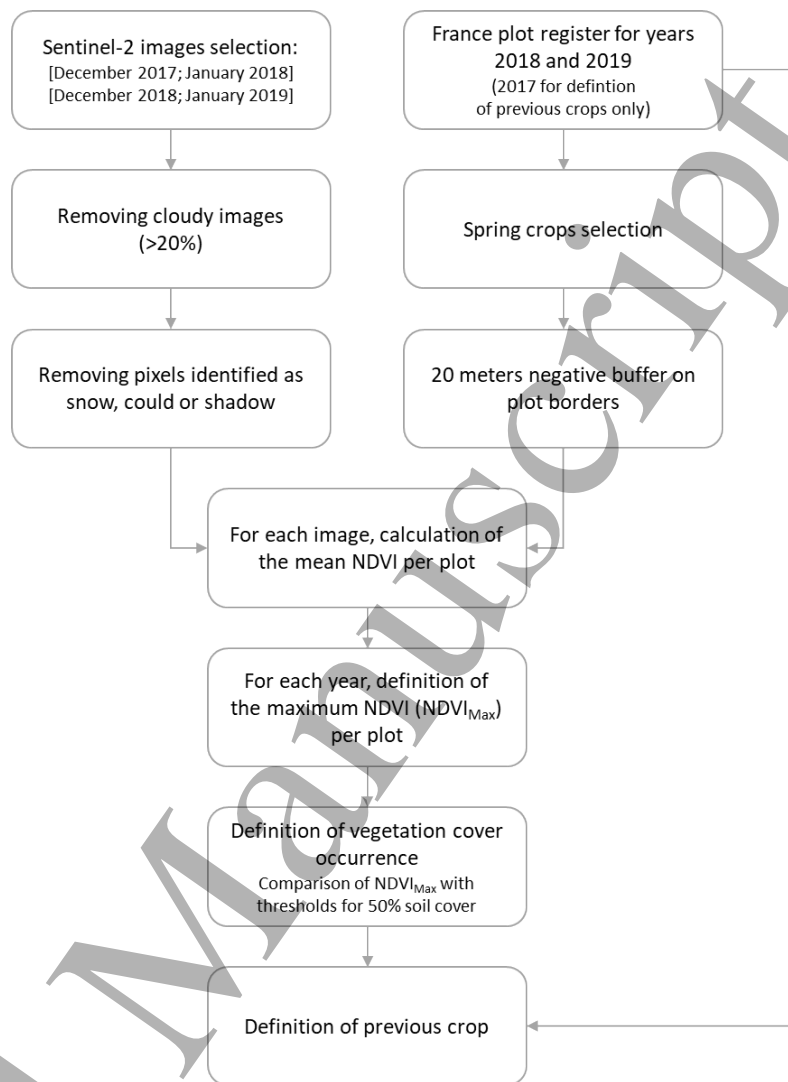 Sentinel-2 images selection:
[December 2017; January 2018]
[December 2018; January 2019]
France plot register for years
2018 and 2019
(2017 for defintion
of previous crops only)
Removing cloudy images
(>20%)
Spring crops selection
Removing pixels identified as
snow, could or shadow
20 meters negative buffer on
plot borders
For each image, calculation of
the mean NDVI per plot
For each year, definition of
the maximum NDVI (NDVIMax)
per plot
Definition of vegetation cover
occurrence
Comparison of NDVIMax with
thresholds for 50% soil cover
Definition of previous crop
Manuscript